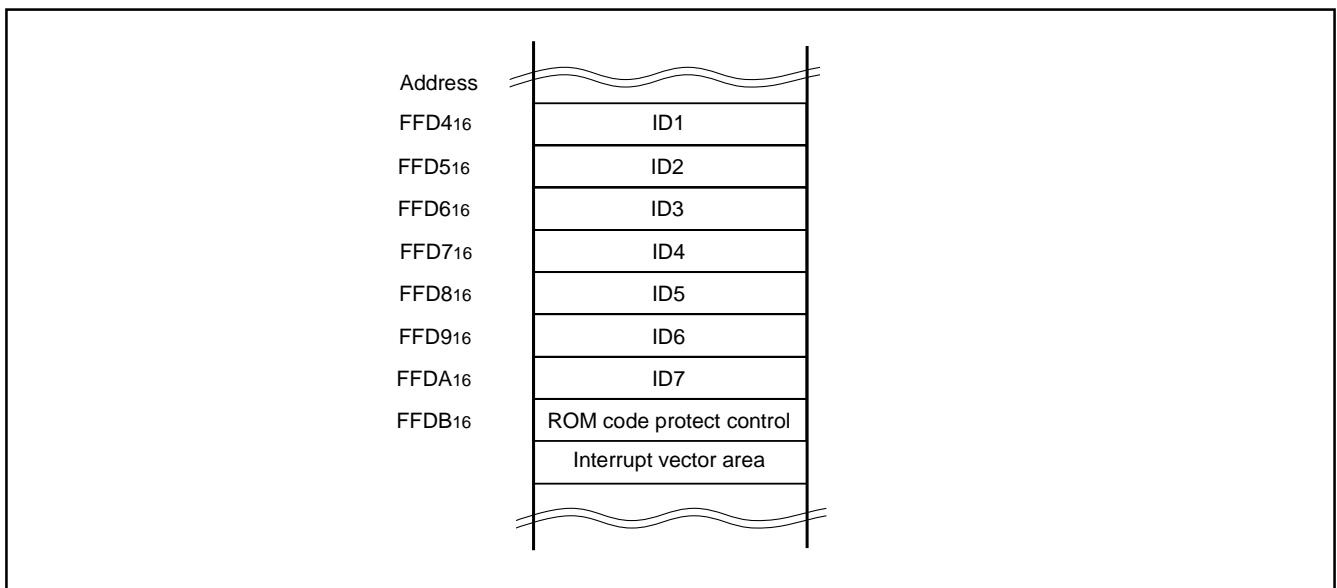 Address
FFD416 ID1
FFD516 ID2
FFD616 ID3
FFD716 ID4
FFD816 ID5
FFD916 ID6
FFDA16 ID7
FFDB16 ROM code protect control
Interrupt vector area